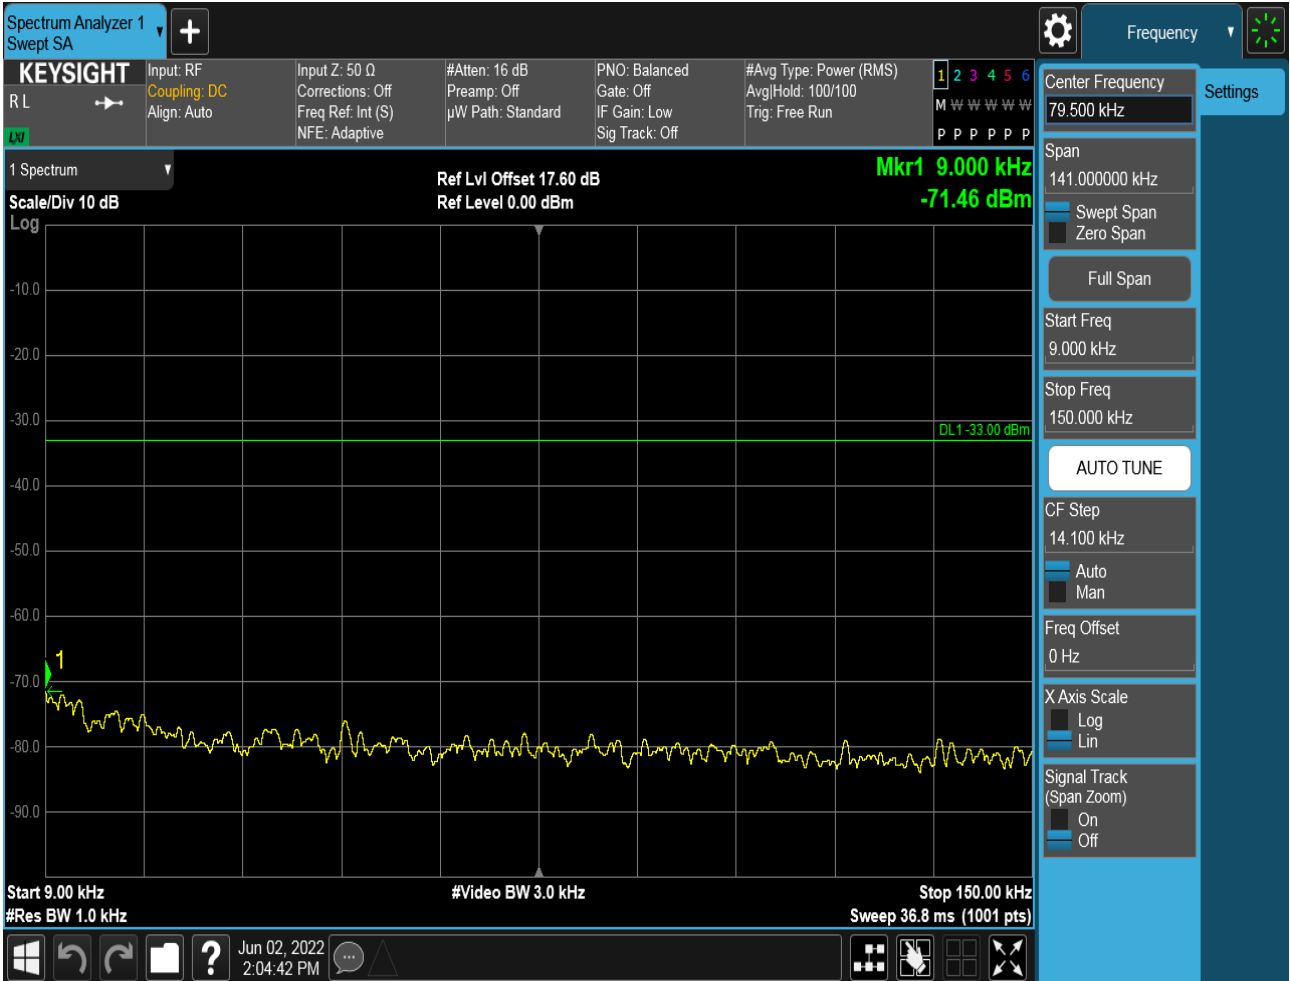 Spectrum Analyzer 1
Swept SA
Frequency
KEYSIGHT
R L
LXI
Input: RF
Coupling: DC
Align: Auto
Input Z: 50 Ω
Corrections: Off
Freq Ref: Int (S)
NFE: Adaptive
#Atten: 16 dB
Preamp: Off
µW Path: Standard
PNO: Balanced
Gate: Off
IF Gain: Low
Sig Track: Off
#Avg Type: Power (RMS)
Avg|Hold: 100/100
Trig: Free Run
1 2 3 4 5 6
M W W W W W
P P P P P P
1 Spectrum
Scale/Div 10 dB
Log
Ref Lvl Offset 17.60 dB
Ref Level 0.00 dBm
Mkr1 9.000 kHz
-71.46 dBm
-10.0
-20.0
-30.0
DL1 -33.00 dBm
-40.0
-50.0
-60.0
1
-70.0
-80.0
-90.0
Start 9.00 kHz
#Video BW 3.0 kHz
Stop 150.00 kHz
#Res BW 1.0 kHz
Sweep 36.8 ms (1001 pts)
?
Jun 02, 2022
2:04:42 PM
Center Frequency
79.500 kHz
Settings
Span
141.000000 kHz
Swept Span
Zero Span
Full Span
Start Freq
9.000 kHz
Stop Freq
150.000 kHz
AUTO TUNE
CF Step
14.100 kHz
Auto
Man
Freq Offset
0 Hz
X Axis Scale
Log
Lin
Signal Track
(Span Zoom)
On
Off